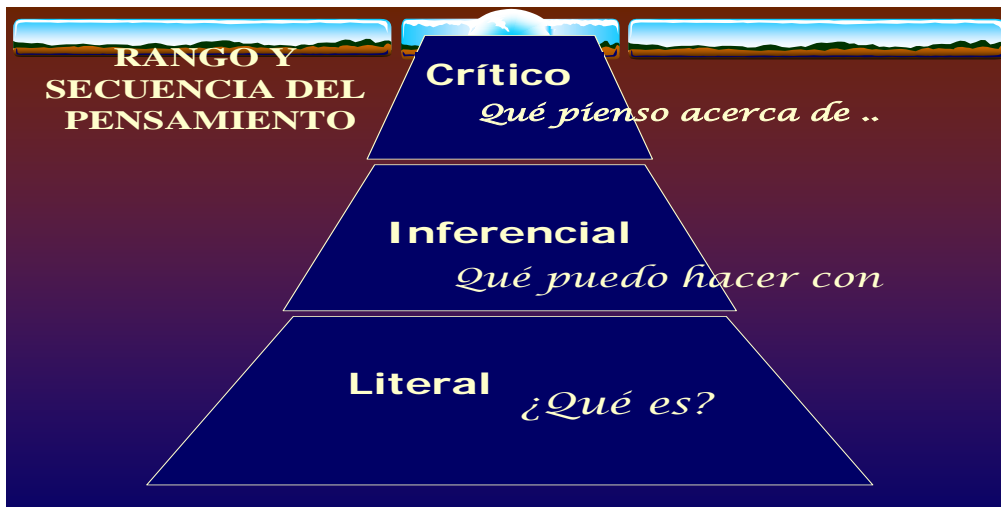 RANGO Y
SECUENCIA DEL
PENSAMIENTO
Crítico
Qué pienso acerca de ..
Inferencial
Qué puedo hacer con
Literal
¿Qué es?